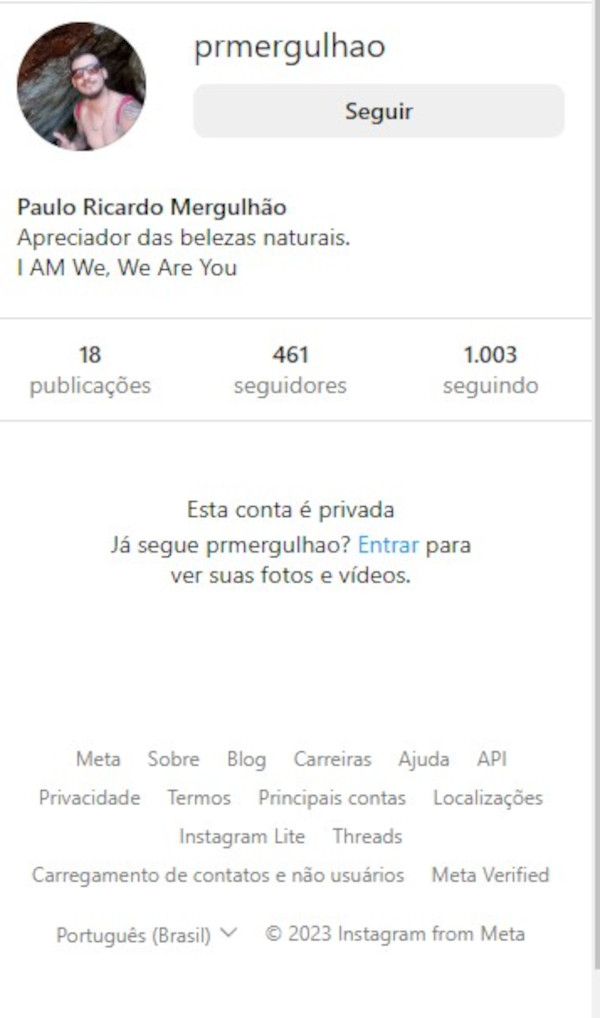 prmergulhao
Seguir
Paulo Ricardo Mergulhão
Apreciador das belezas naturais.
I AM We, We Are You
18 461 1.003
publicações seguidores seguindo
Esta conta é privada
Já segue prmergulhao? Entrar para
ver suas fotos e vídeos.
Meta Sobre Blog Carreiras Ajuda API
Privacidade Termos Principais contas Localizações
Instagram Lite Threads
Carregamento de contatos e não usuários Meta Verified
Português (Brasil) © 2023 Instagram from Meta